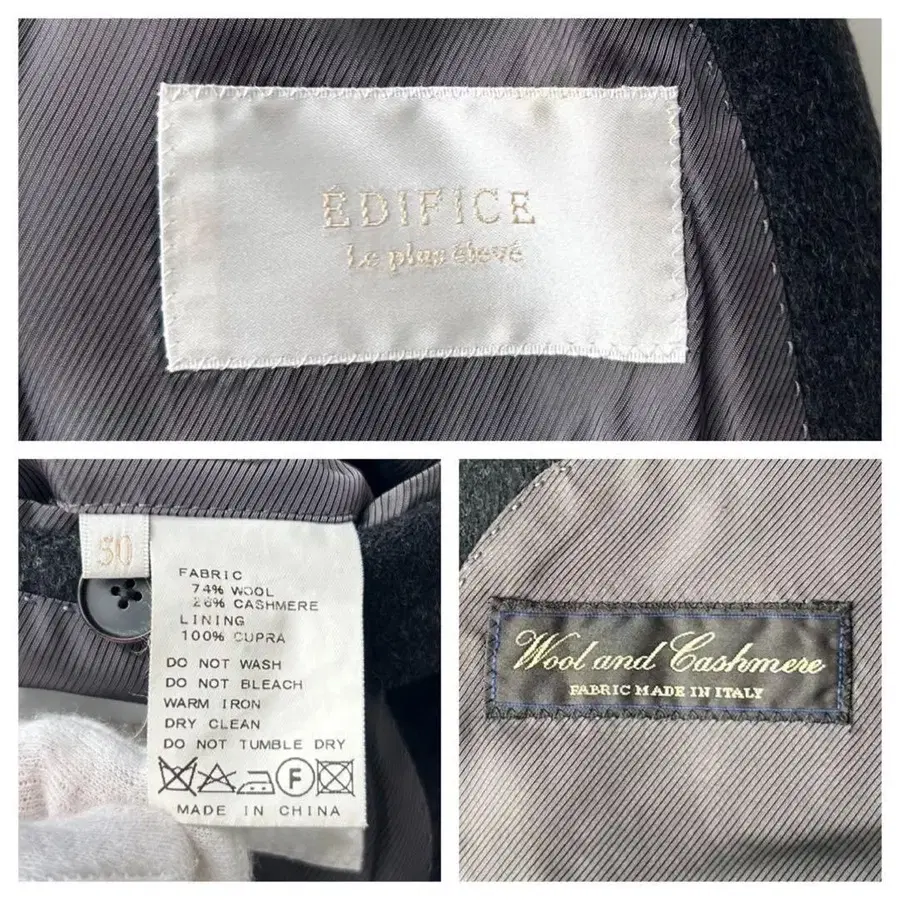 ÉDIFICE
Le plus élevé
50
FABRIC
74% WOOL
26% CASHMERE
LINING
100% CUPRA
DO NOT WASH
DO NOT BLEACH
WARM IRON
DRY CLEAN
DO NOT TUMBLE DRY
F
MADE IN CHINA
Wool and Cashmere
FABRIC MADE IN ITALY